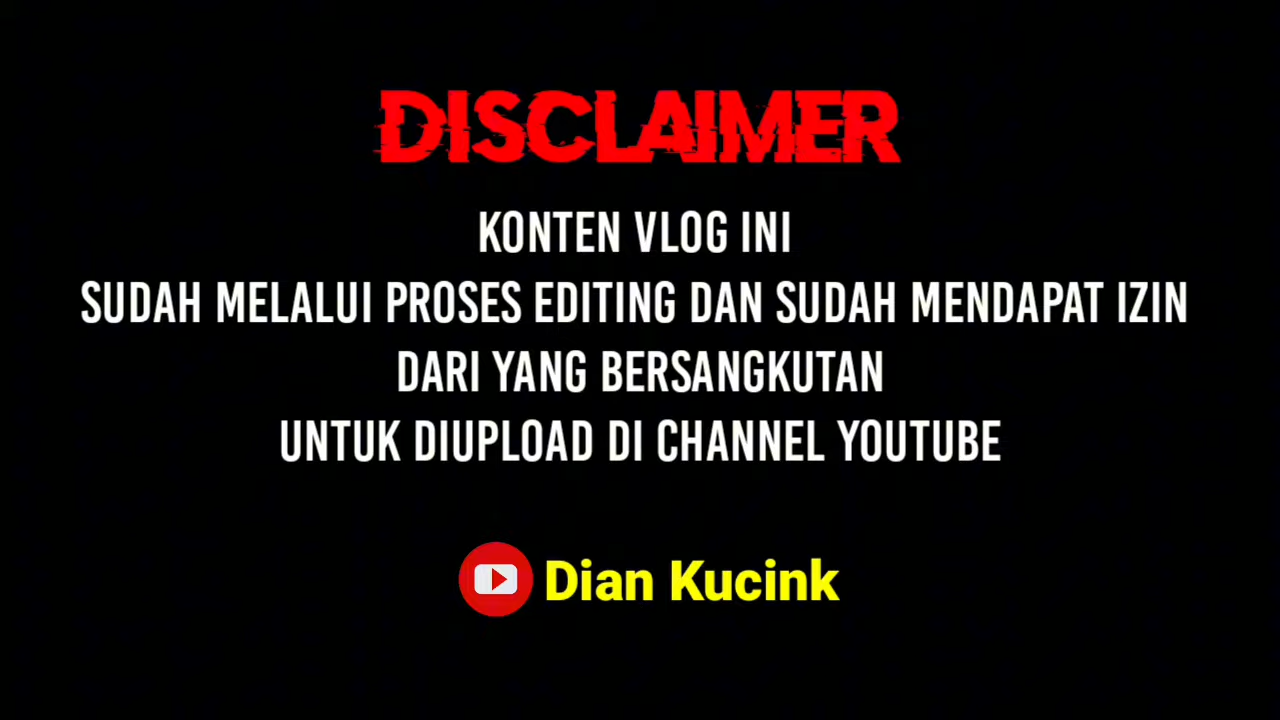 DISCLAIMER
KONTEN VLOG INI
SUDAH MELALUI PROSES EDITING DAN SUDAH MENDAPAT IZIN
DARI YANG BERSANGKUTAN
UNTUK DIUPLOAD DI CHANNEL YOUTUBE
Dian Kucink